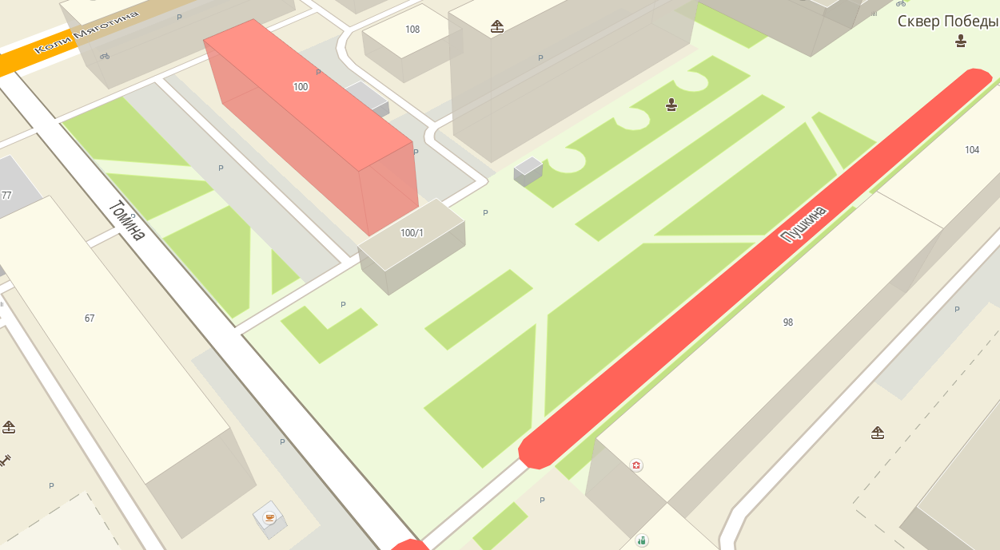 Коли Мяготина
P
Сквер Победы
108
P
100
P
P
104
P
77
Томина
P
100/1
Пушкина
P
67
98
P
P
P
P